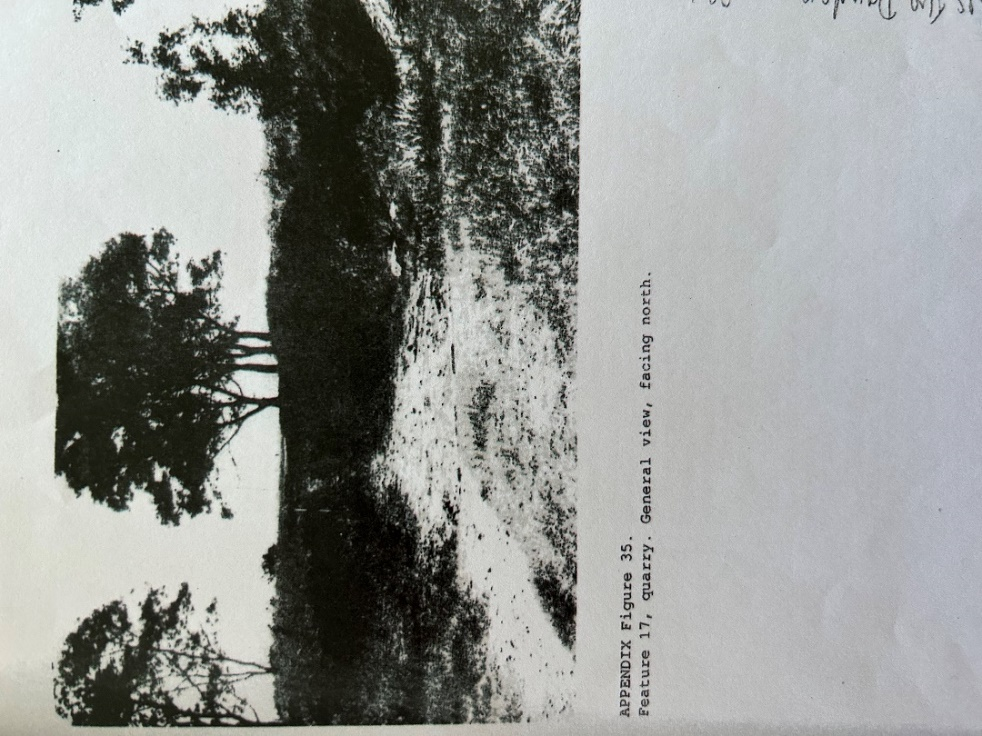 APPENDIX Figure 35.
Feature 17, quarry. General view, facing north.